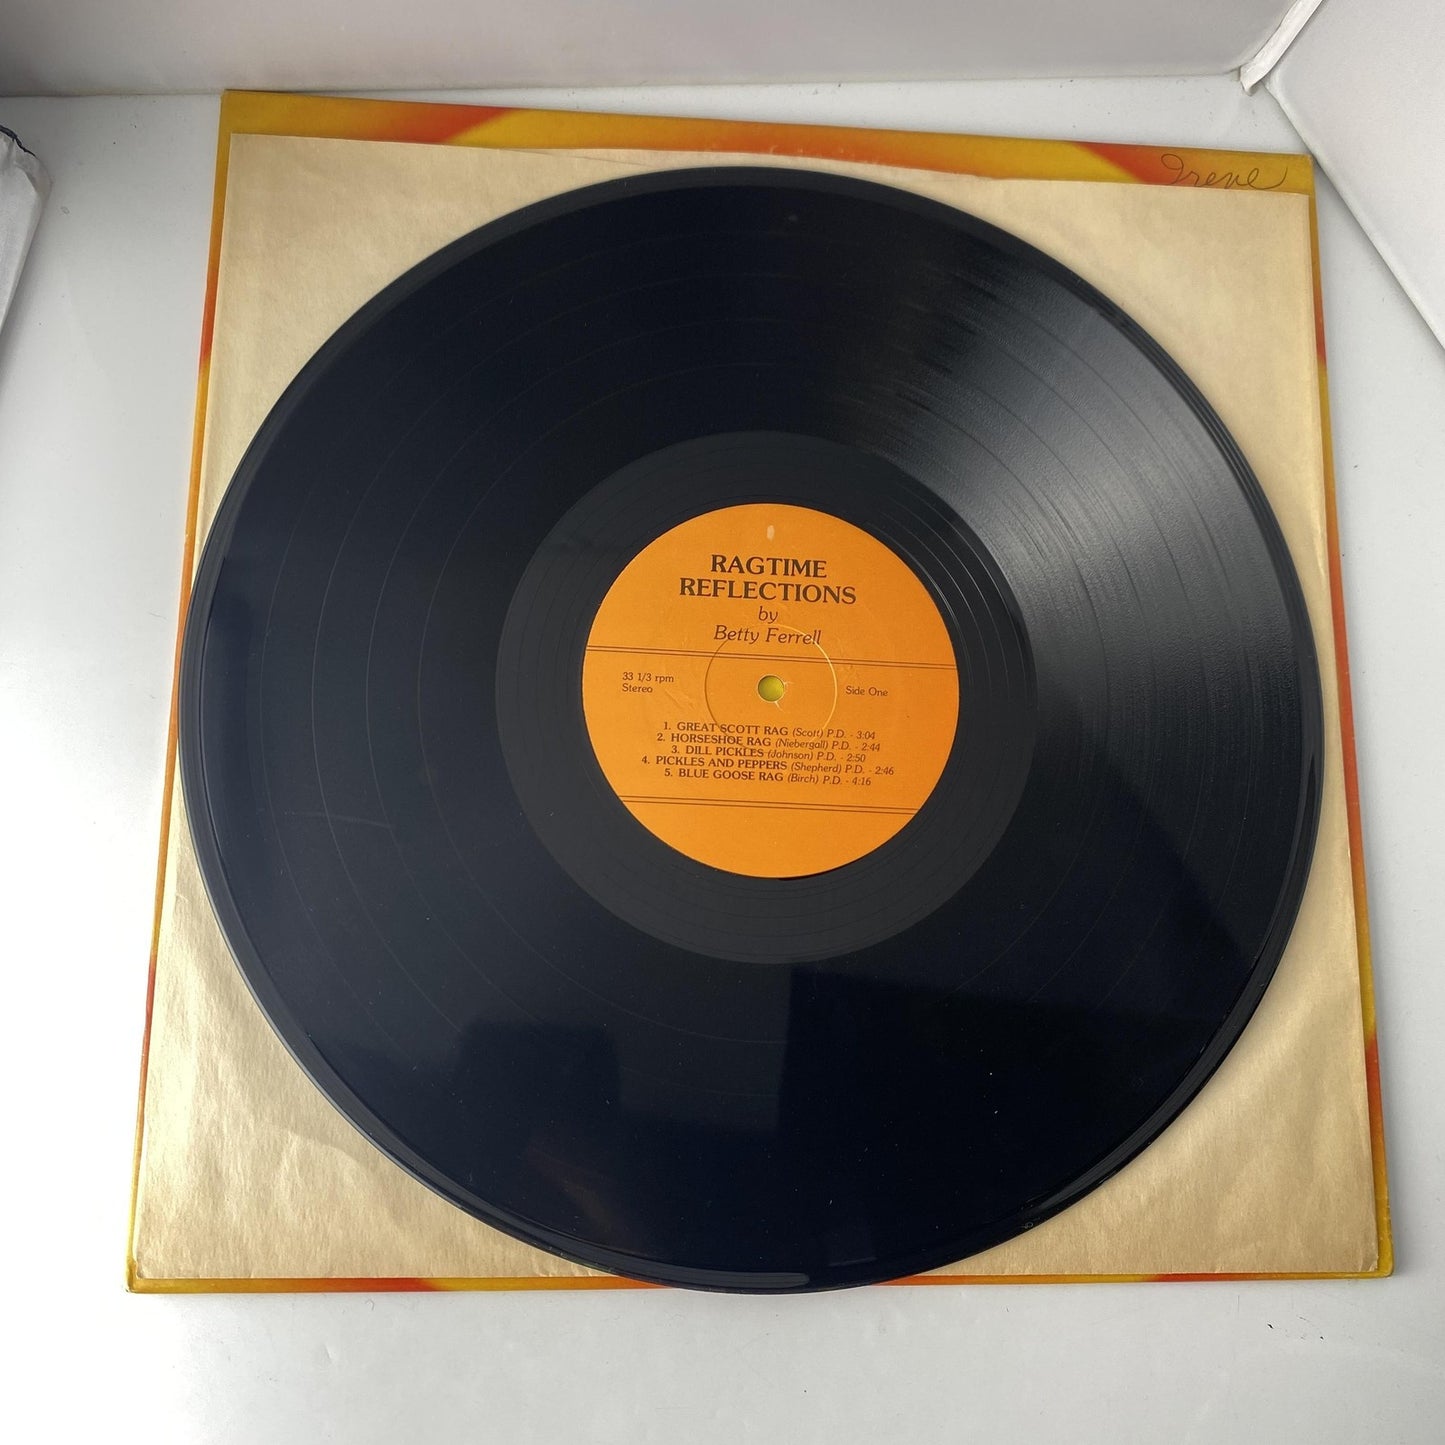 Irene
RAGTIME
REFLECTIONS
by
Betty Ferrell
33 1/3 rpm
Stereo
Side One
1. GREAT SCOTT RAG (Scott) P.D. - 3:04
2. HORSESHOE RAG (Niebergall) P.D. - 2:44
3. DILL PICKLES (Johnson) P.D. - 2:50
4. PICKLES AND PEPPERS (Shepherd) P.D. - 2:46
5. BLUE GOOSE RAG (Birch) P.D. - 4:16